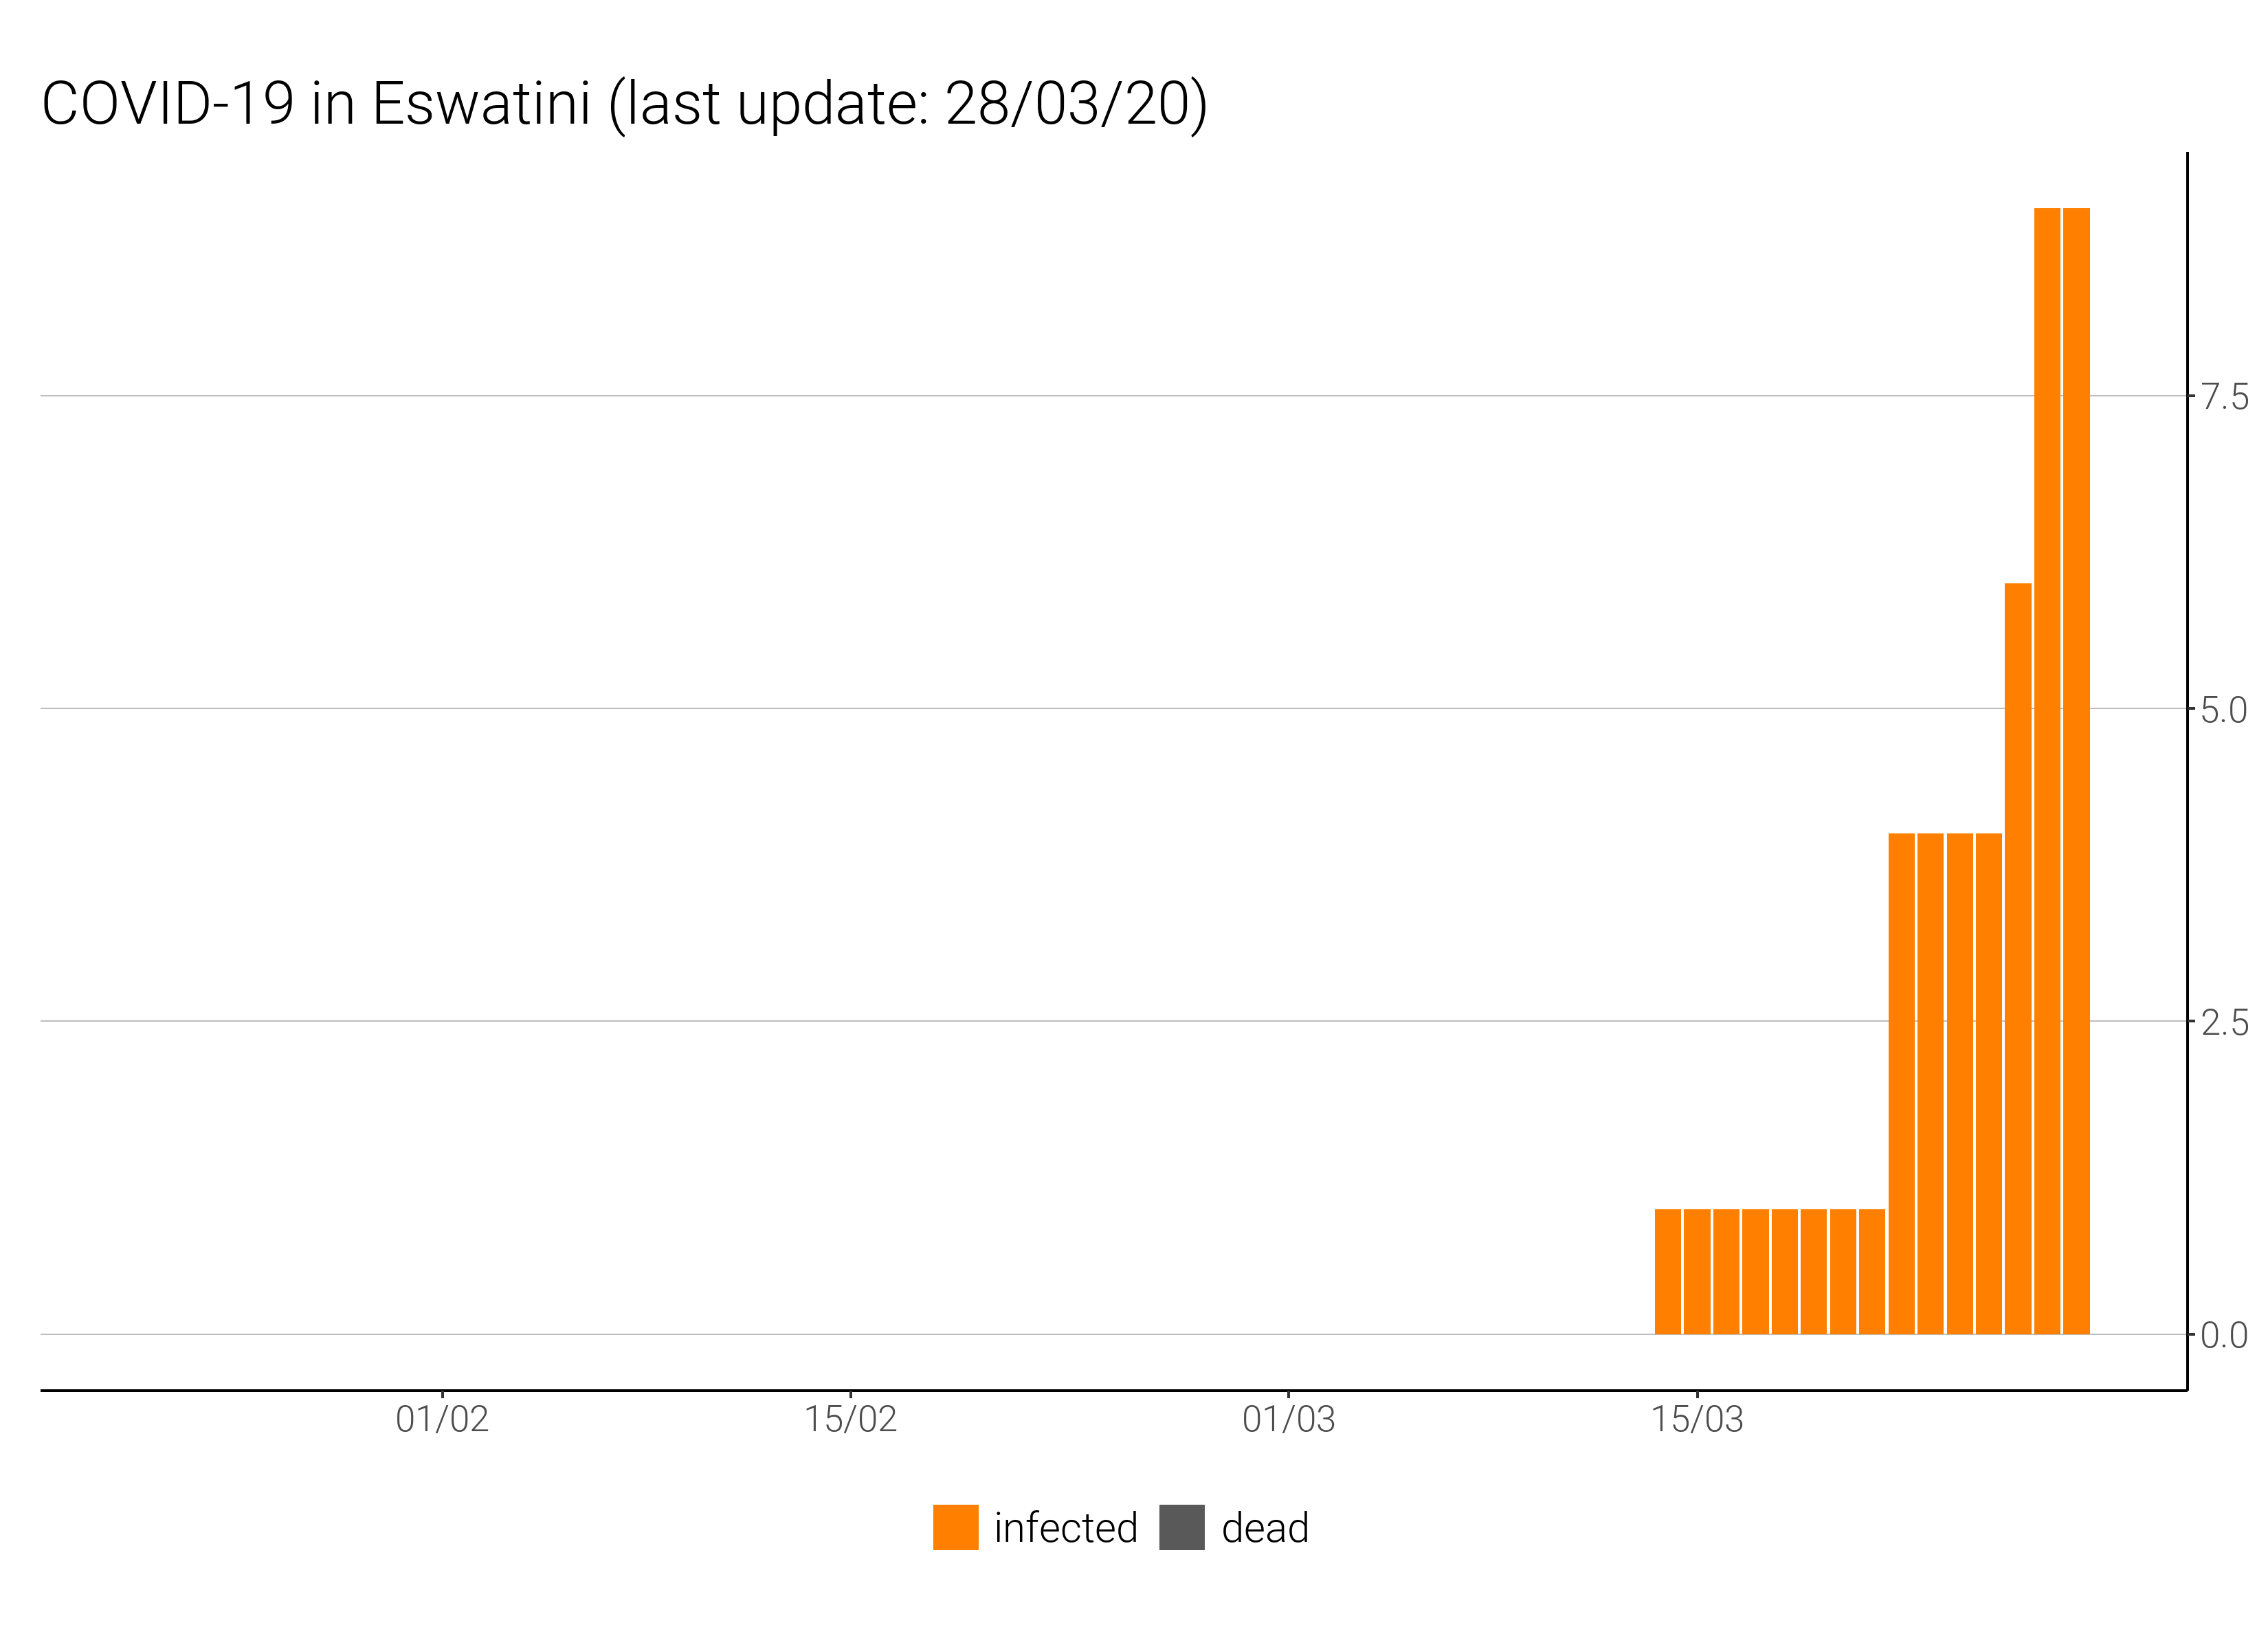 COVID-19 in Eswatini (last update: 28/03/20)
7.5
5.0
2.5
0.0
01/02 15/02 01/03 15/03
infected dead